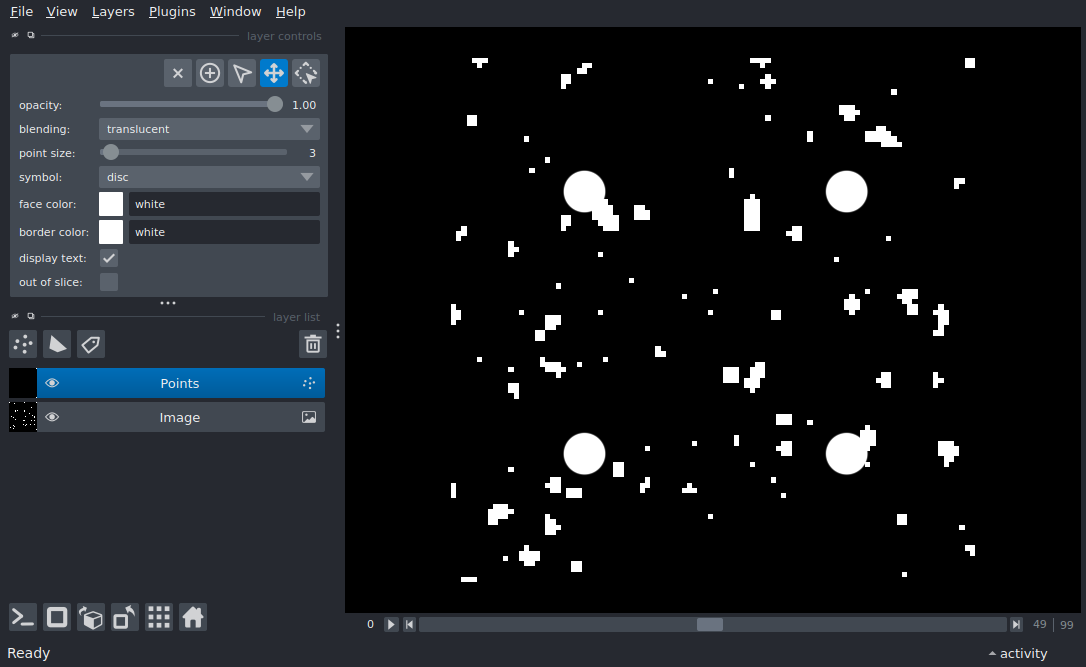 File View Layers Plugins Window Help
layer controls
opacity: 1.00
blending: translucent
point size: 3
symbol: disc
face color: white
border color: white
display text:
out of slice:
layer list
Points
Image
0 49 99
Ready activity